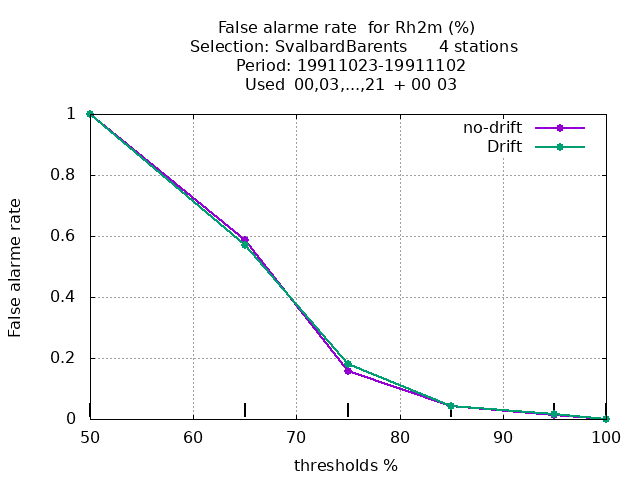 False alarme rate for Rh2m (%)
Selection: SvalbardBarents 4 stations
Period: 19911023-19911102
Used 00,03,...,21 + 00 03
no-drift
Drift
False alarme rate
1
0.8
0.6
0.4
0.2
0
50 60 70 80 90 100
thresholds %